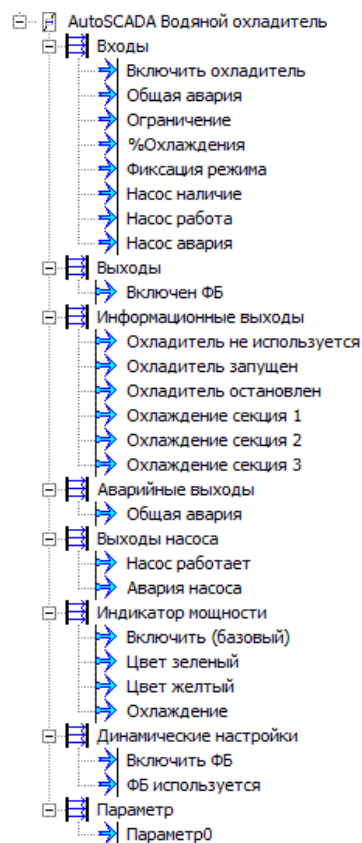 AutoSCADA Водяной охладитель
Входы
Включить охладитель
Общая авария
Ограничение
%Охлаждения
Фиксация режима
Насос наличие
Насос работа
Насос авария
Выходы
Включен ФБ
Информационные выходы
Охладитель не используется
Охладитель запущен
Охладитель остановлен
Охлаждение секция 1
Охлаждение секция 2
Охлаждение секция 3
Аварийные выходы
Общая авария
Выходы насоса
Насос работает
Авария насоса
Индикатор мощности
Включить (базовый)
Цвет зеленый
Цвет желтый
Охлаждение
Динамические настройки
Включить ФБ
ФБ используется
Параметр
Параметр0